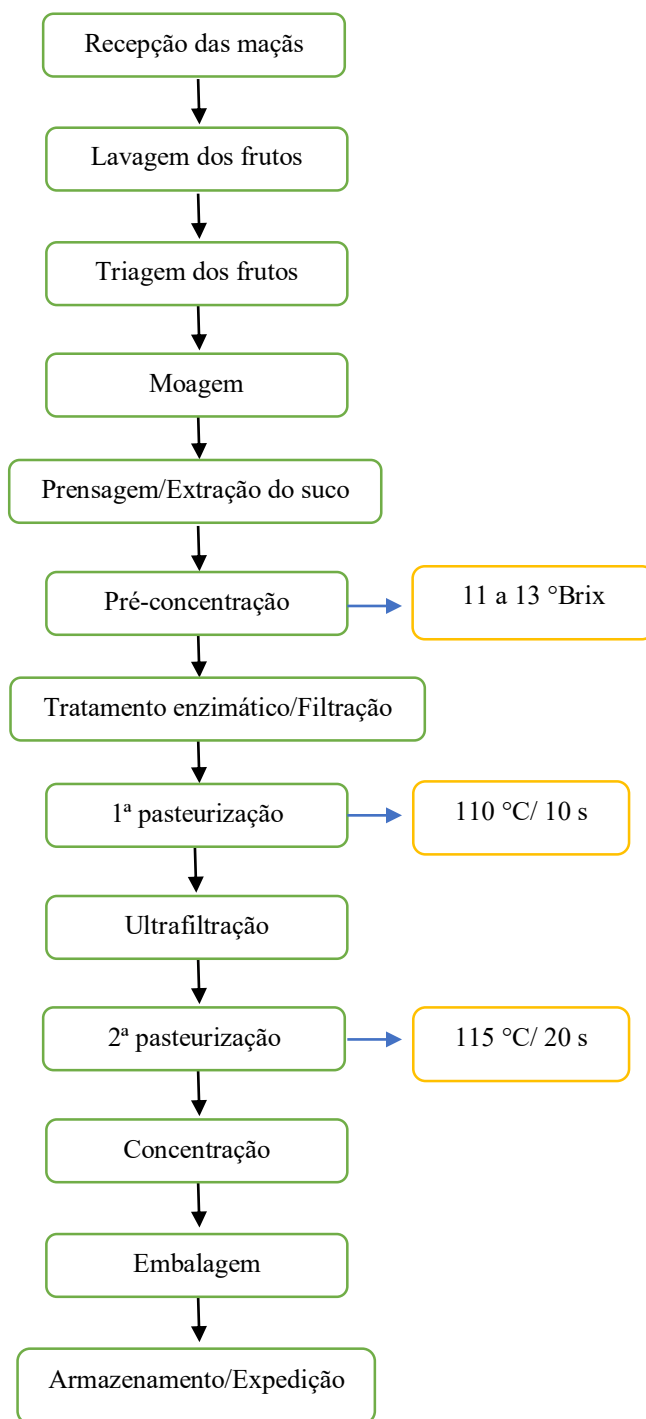 Recepção das maçãs
Lavagem dos frutos
Triagem dos frutos
Moagem
Prensagem/Extração do suco
Pré-concentração
11 a 13 °Brix
Tratamento enzimático/Filtração
1ª pasteurização
110 °C/ 10 s
Ultrafiltração
2ª pasteurização
115 °C/ 20 s
Concentração
Embalagem
Armazenamento/Expedição